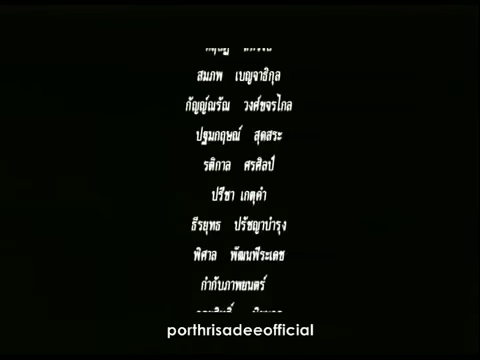 สมภพ เบญจาธิกุล
กัญญ์ณรัณ วงศ์ขจรไกล
ปฐมกฤษณ์ สุดสระ
รติกาล ศรศิลป์
ปรีชา เกตุคำ
ธีรยุทธ ปรัชญาบำรุง
พิศาล พัฒนพีระเดช
กำกับภาพยนตร์
porthrisadeeofficial